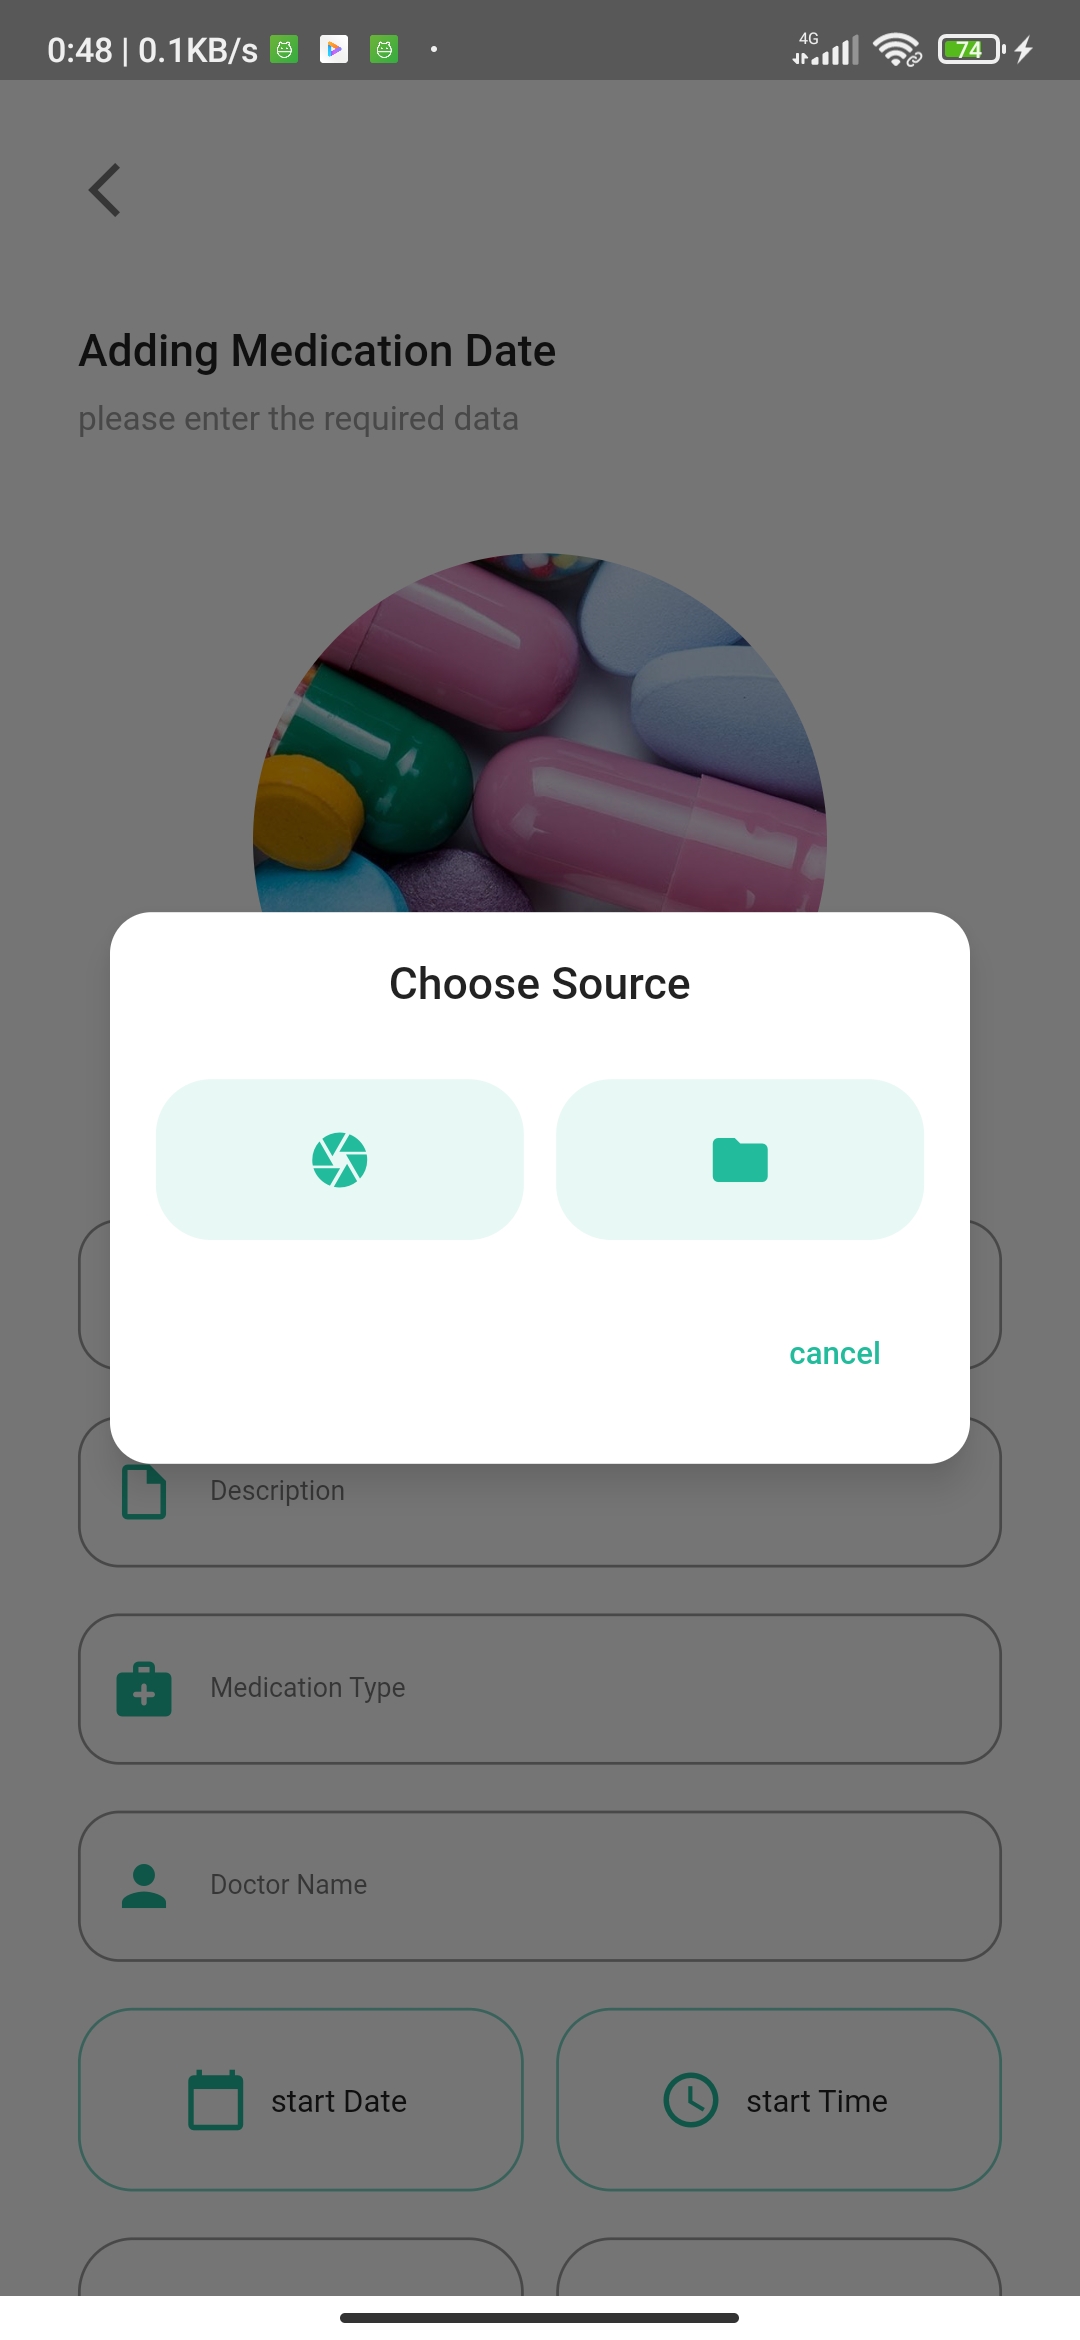 0:48 | 0.1KB/s
4G
74
Adding Medication Date
please enter the required data
Choose Source
cancel
Description
Medication Type
Doctor Name
start Date
start Time